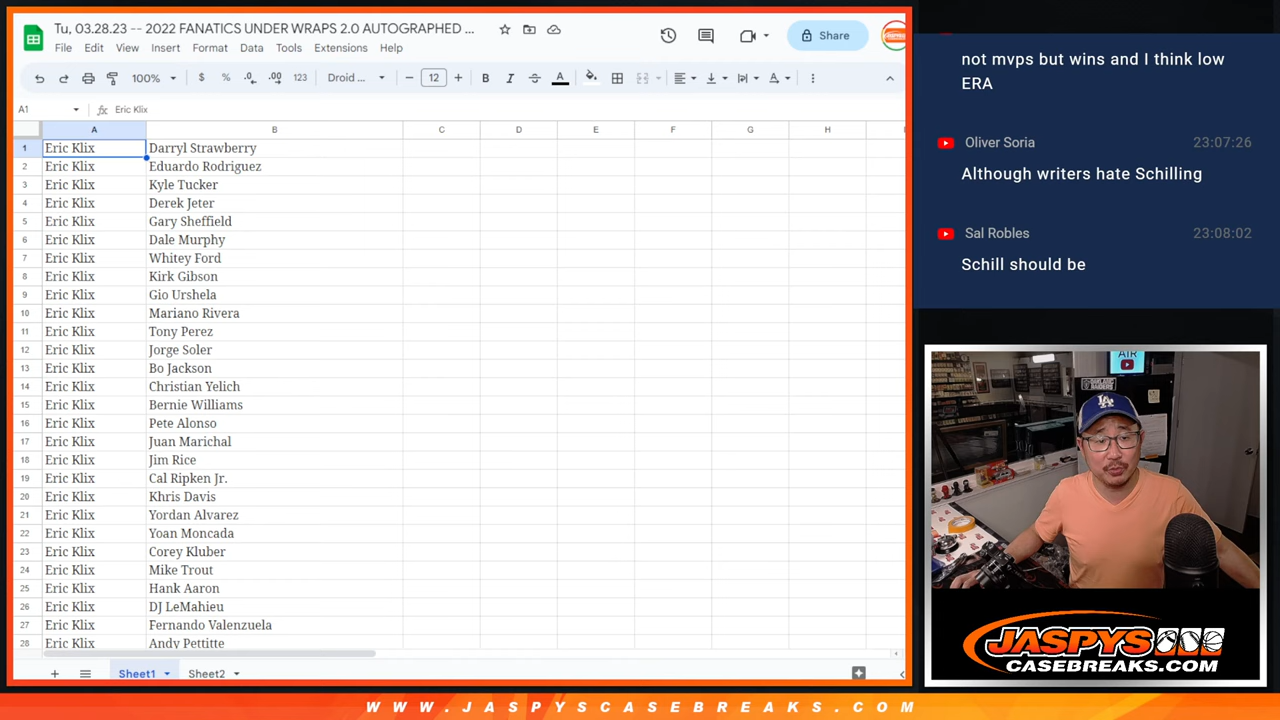 Tu, 03.28.23 -- 2022 FANATICS UNDER WRAPS 2.0 AUTOGRAPHED ...
File Edit View Insert Format Data Tools Extensions Help
Share
100% $ % .0 .00 123 Droid ... 12 B I A
A1 fx Eric Klix
A B C D E F G H
1 Eric Klix Darryl Strawberry
2 Eric Klix Eduardo Rodriguez
3 Eric Klix Kyle Tucker
4 Eric Klix Derek Jeter
5 Eric Klix Gary Sheffield
6 Eric Klix Dale Murphy
7 Eric Klix Whitey Ford
8 Eric Klix Kirk Gibson
9 Eric Klix Gio Urshela
10 Eric Klix Mariano Rivera
11 Eric Klix Tony Perez
12 Eric Klix Jorge Soler
13 Eric Klix Bo Jackson
14 Eric Klix Christian Yelich
15 Eric Klix Bernie Williams
16 Eric Klix Pete Alonso
17 Eric Klix Juan Marichal
18 Eric Klix Jim Rice
19 Eric Klix Cal Ripken Jr.
20 Eric Klix Khris Davis
21 Eric Klix Yordan Alvarez
22 Eric Klix Yoan Moncada
23 Eric Klix Corey Kluber
24 Eric Klix Mike Trout
25 Eric Klix Hank Aaron
26 Eric Klix DJ LeMahieu
27 Eric Klix Fernando Valenzuela
28 Eric Klix Andy Pettitte
Sheet1 Sheet2
not mvps but wins and I think low
ERA
Oliver Soria 23:07:26
Although writers hate Schilling
Sal Robles 23:08:02
Schill should be
AIR
LA
JASPYS
CASEBREAKS.COM
WWW.JASPYSCASEBREAKS.COM